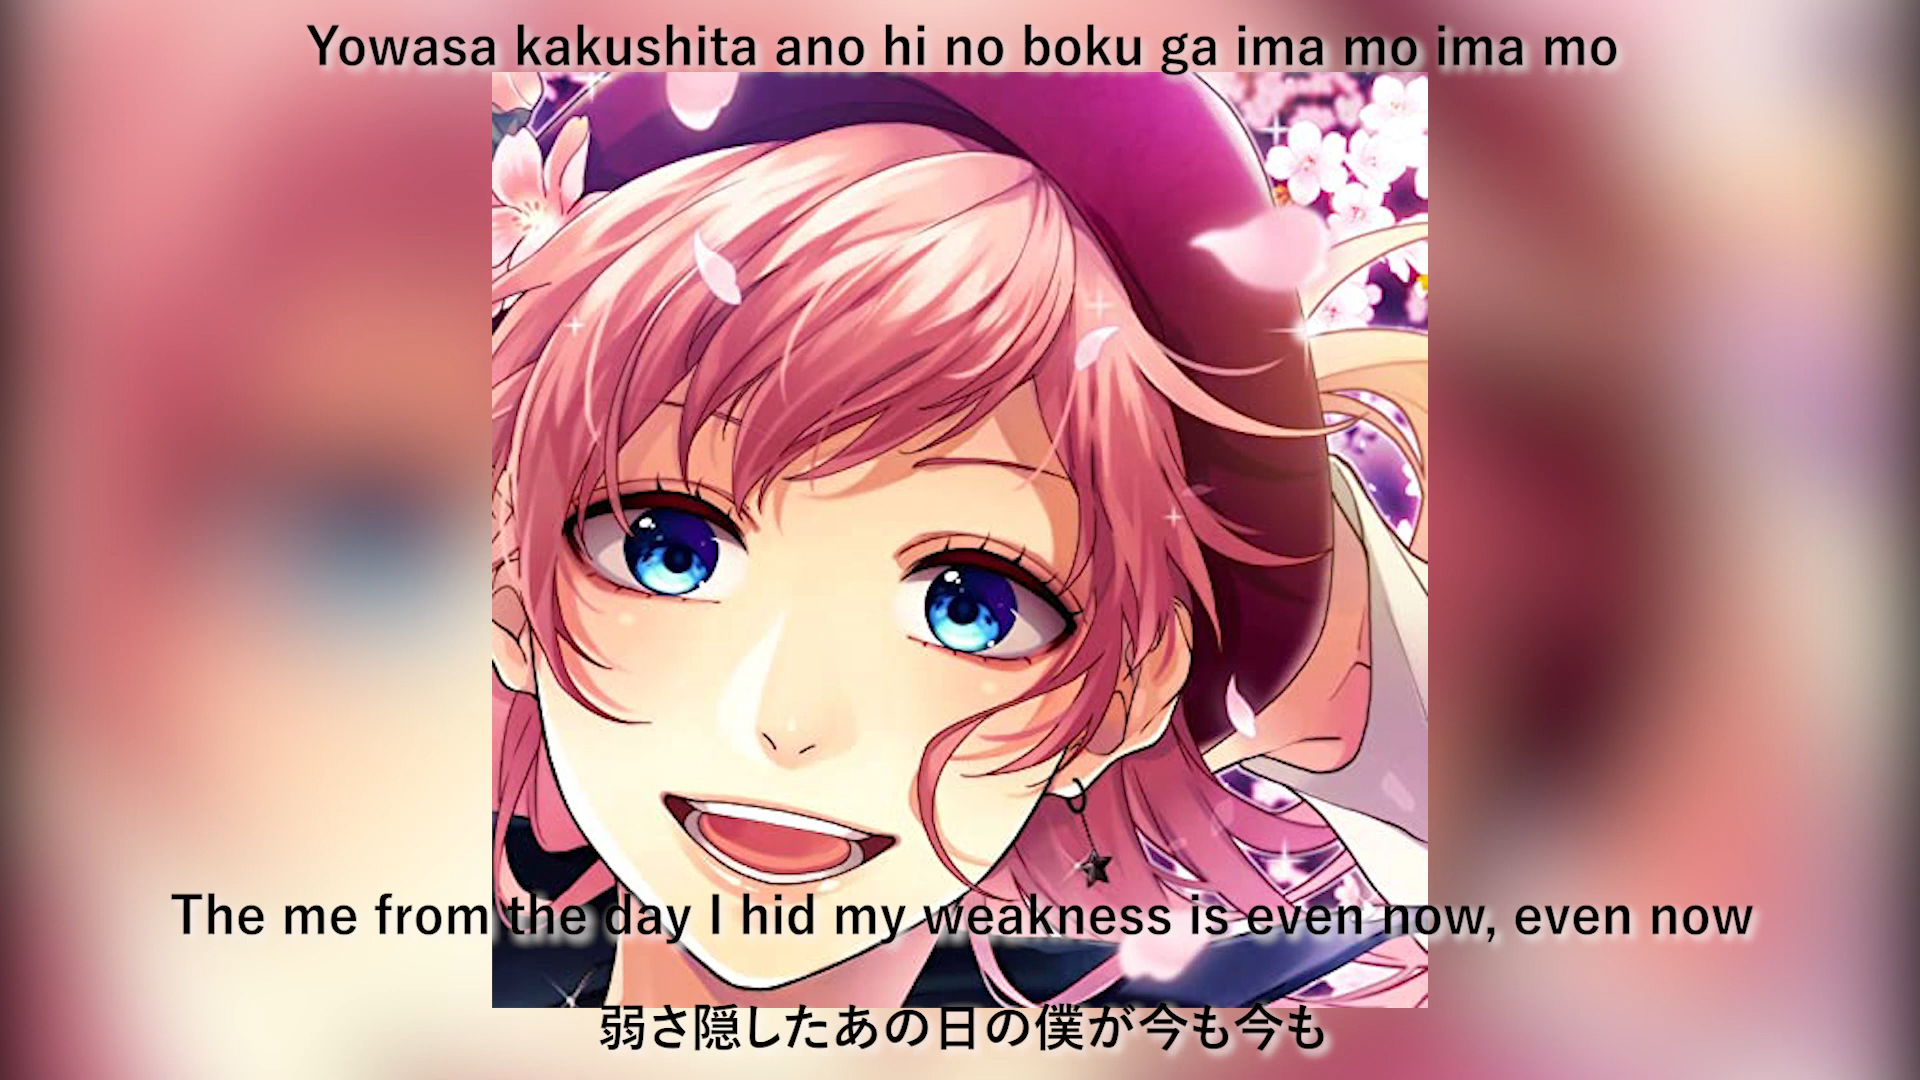 Yowasa kakushita ano hi no boku ga ima mo ima mo
The me from the day I hid my weakness is even now, even now
弱さ隠したあの日の僕が今も今も